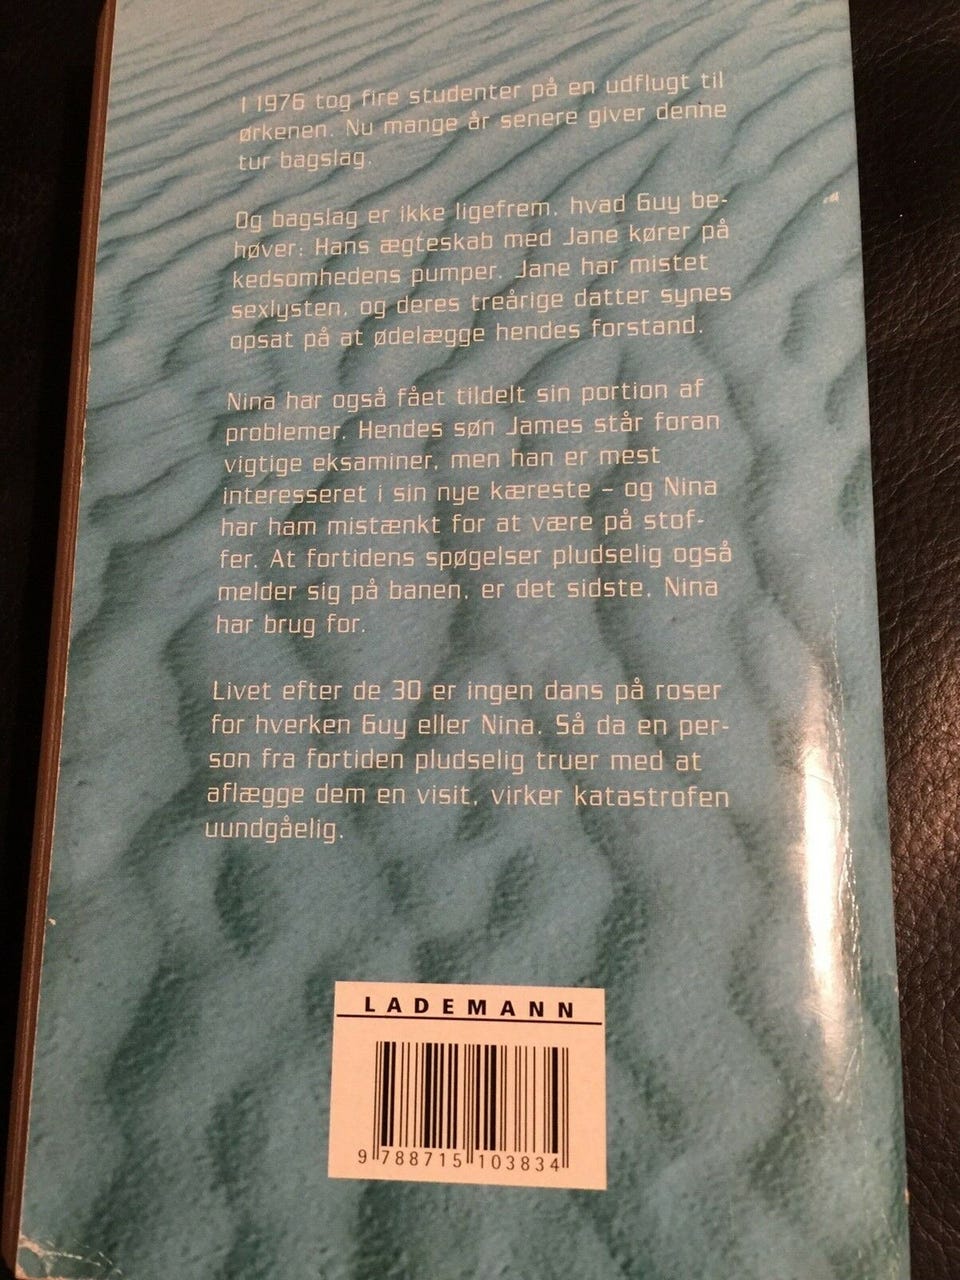 I 1976 tog fire studenter på en udflugt til
ørkenen. Nu mange år senere giver denne
tur bagslag.
Og bagslag er ikke ligefrem, hvad Guy be-
høver: Hans ægteskab med Jane kører på
kedsomhedens pumper. Jane har mistet
sexlysten, og deres treårige datter synes
opsat på at ødelægge hendes forstand.
Nina har også fået tildelt sin portion af
problemer. Hendes søn James står foran
vigtige eksaminer, men han er mest
interesseret i sin nye kæreste – og Nina
har ham mistænkt for at være på stof-
fer. At fortidens spøgelser pludselig også
melder sig på banen, er det sidste, Nina
har brug for.
Livet efter de 30 er ingen dans på roser
for hverken Guy eller Nina. Så da en per-
son fra fortiden pludselig truer med at
aflægge dem en visit, virker katastrofen
uundgåelig.
LADEMANN
9 788715 103834